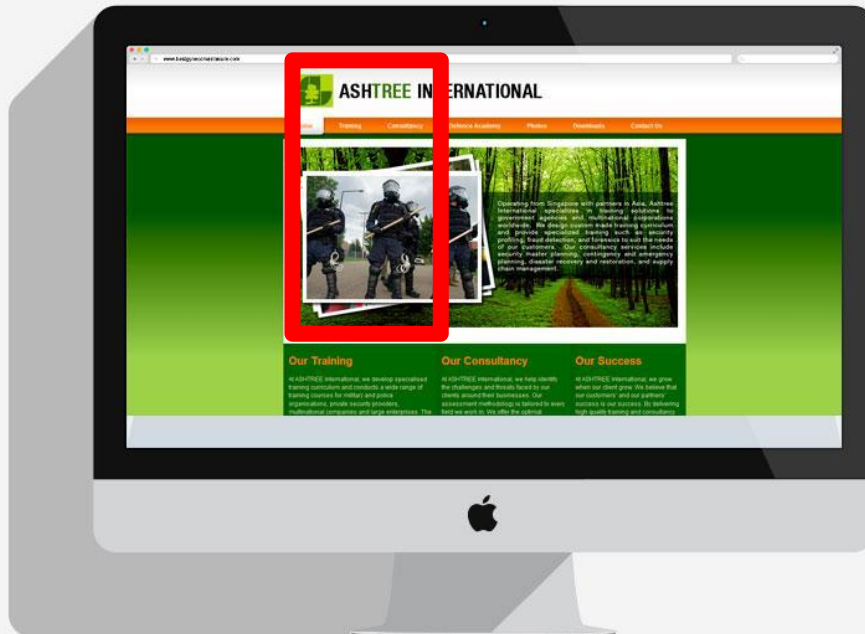 ASHTREE INTERNATIONAL
Training Consultancy Defence Academy Photos Downloads Contact Us
Operating from Singapore with partners in Asia, Ashtree
International specializes in training solutions to
government agencies and multinational corporations
worldwide. We design custom made training curriculum
and provide specialized training such as security
profiling, fraud detection, and forensics to suit the needs
of our customers. Our consultancy services include
security master planning, contingency and emergency
planning, disaster recovery and restoration, and supply
chain management.
Our Training
At ASHTREE International, we develop specialised
training curriculum and conducts a wide range of
training courses for military and police
organisations, private security providers,
multinational companies and large enterprises. The
Our Consultancy
At ASHTREE International, we help identify
the challenges and threats faced by our
clients around their businesses. Our
assessment methodology is tailored to every
field we work in. We offer the optimal
Our Success
At ASHTREE International, we grow
when our client grow. We believe that
our customers' and our partners'
success is our success. By delivering
high quality training and consultancy